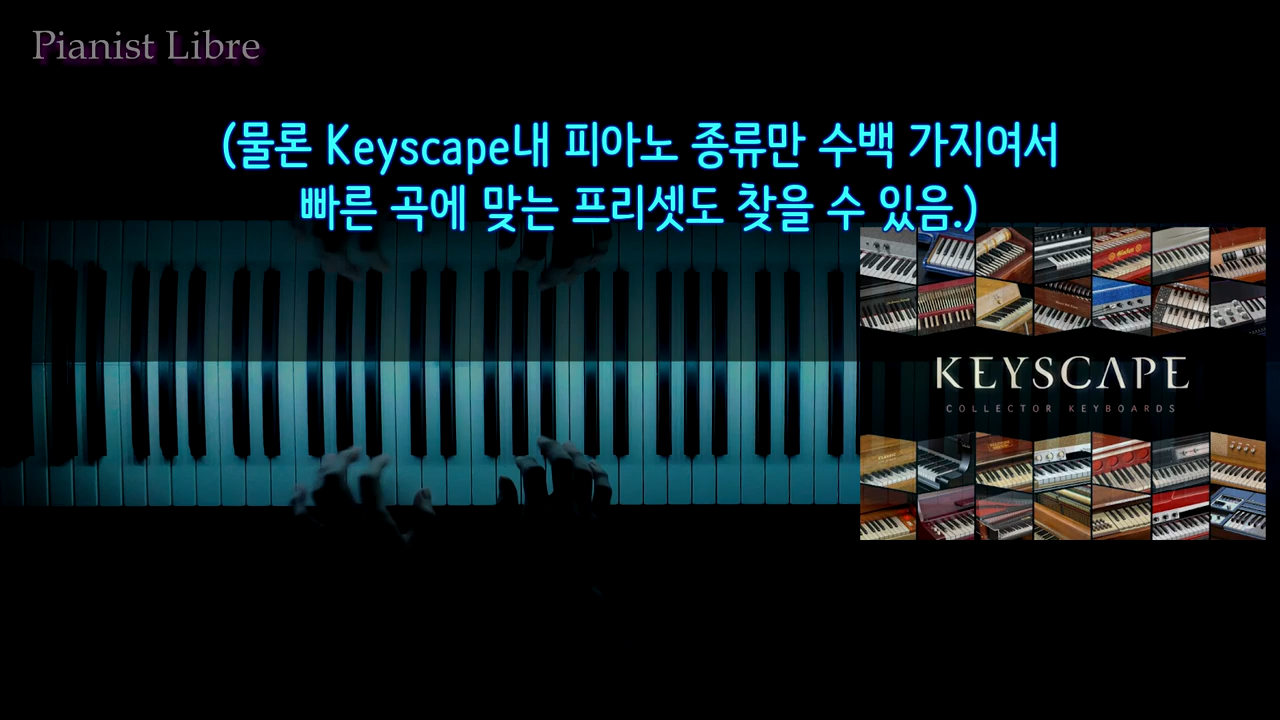 Pianist Libre
(물론 Keyscape내 피아노 종류만 수백 가지여서
빠른 곡에 맞는 프리셋도 찾을 수 있음.)
KEYSCAPE
COLLECTOR KEYBOARDS